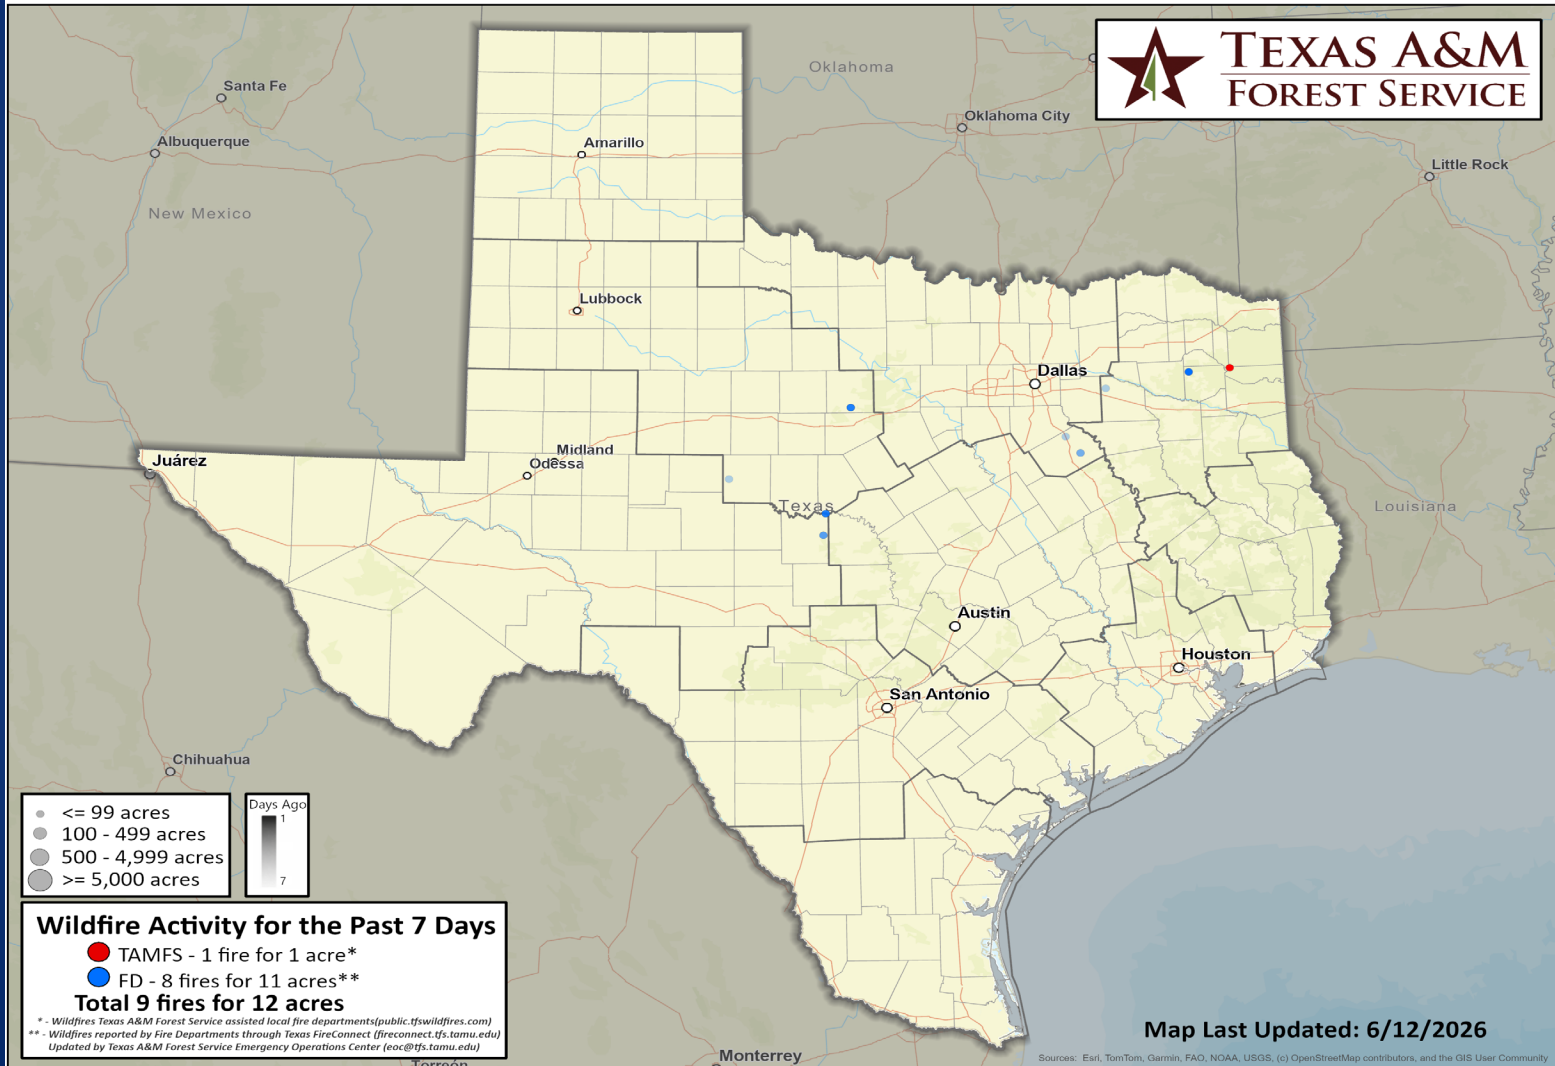 TEXAS A&M
FOREST SERVICE
Oklahoma
Santa Fe
Oklahoma City
Albuquerque
Amarillo
Little Rock
New Mexico
Lubbock
Dallas
Midland
Odessa
Juárez
Texas
Louisiana
Austin
Houston
San Antonio
Chihuahua
<= 99 acres
100 - 499 acres
500 - 4,999 acres
>= 5,000 acres
Days Ago
1
7
Wildfire Activity for the Past 7 Days
TAMFS - 1 fire for 1 acre*
FD - 8 fires for 11 acres**
Total 9 fires for 12 acres
* - Wildfires Texas A&M Forest Service assisted local fire departments(public.tfswildfires.com)
** - Wildfires reported by Fire Departments through Texas FireConnect (fireconnect.tfs.tamu.edu)
Updated by Texas A&M Forest Service Emergency Operations Center (eoc@tfs.tamu.edu)
Map Last Updated: 6/12/2026
Monterrey
Torreón
Sources: Esri, TomTom, Garmin, FAO, NOAA, USGS, (c) OpenStreetMap contributors, and the GIS User Community